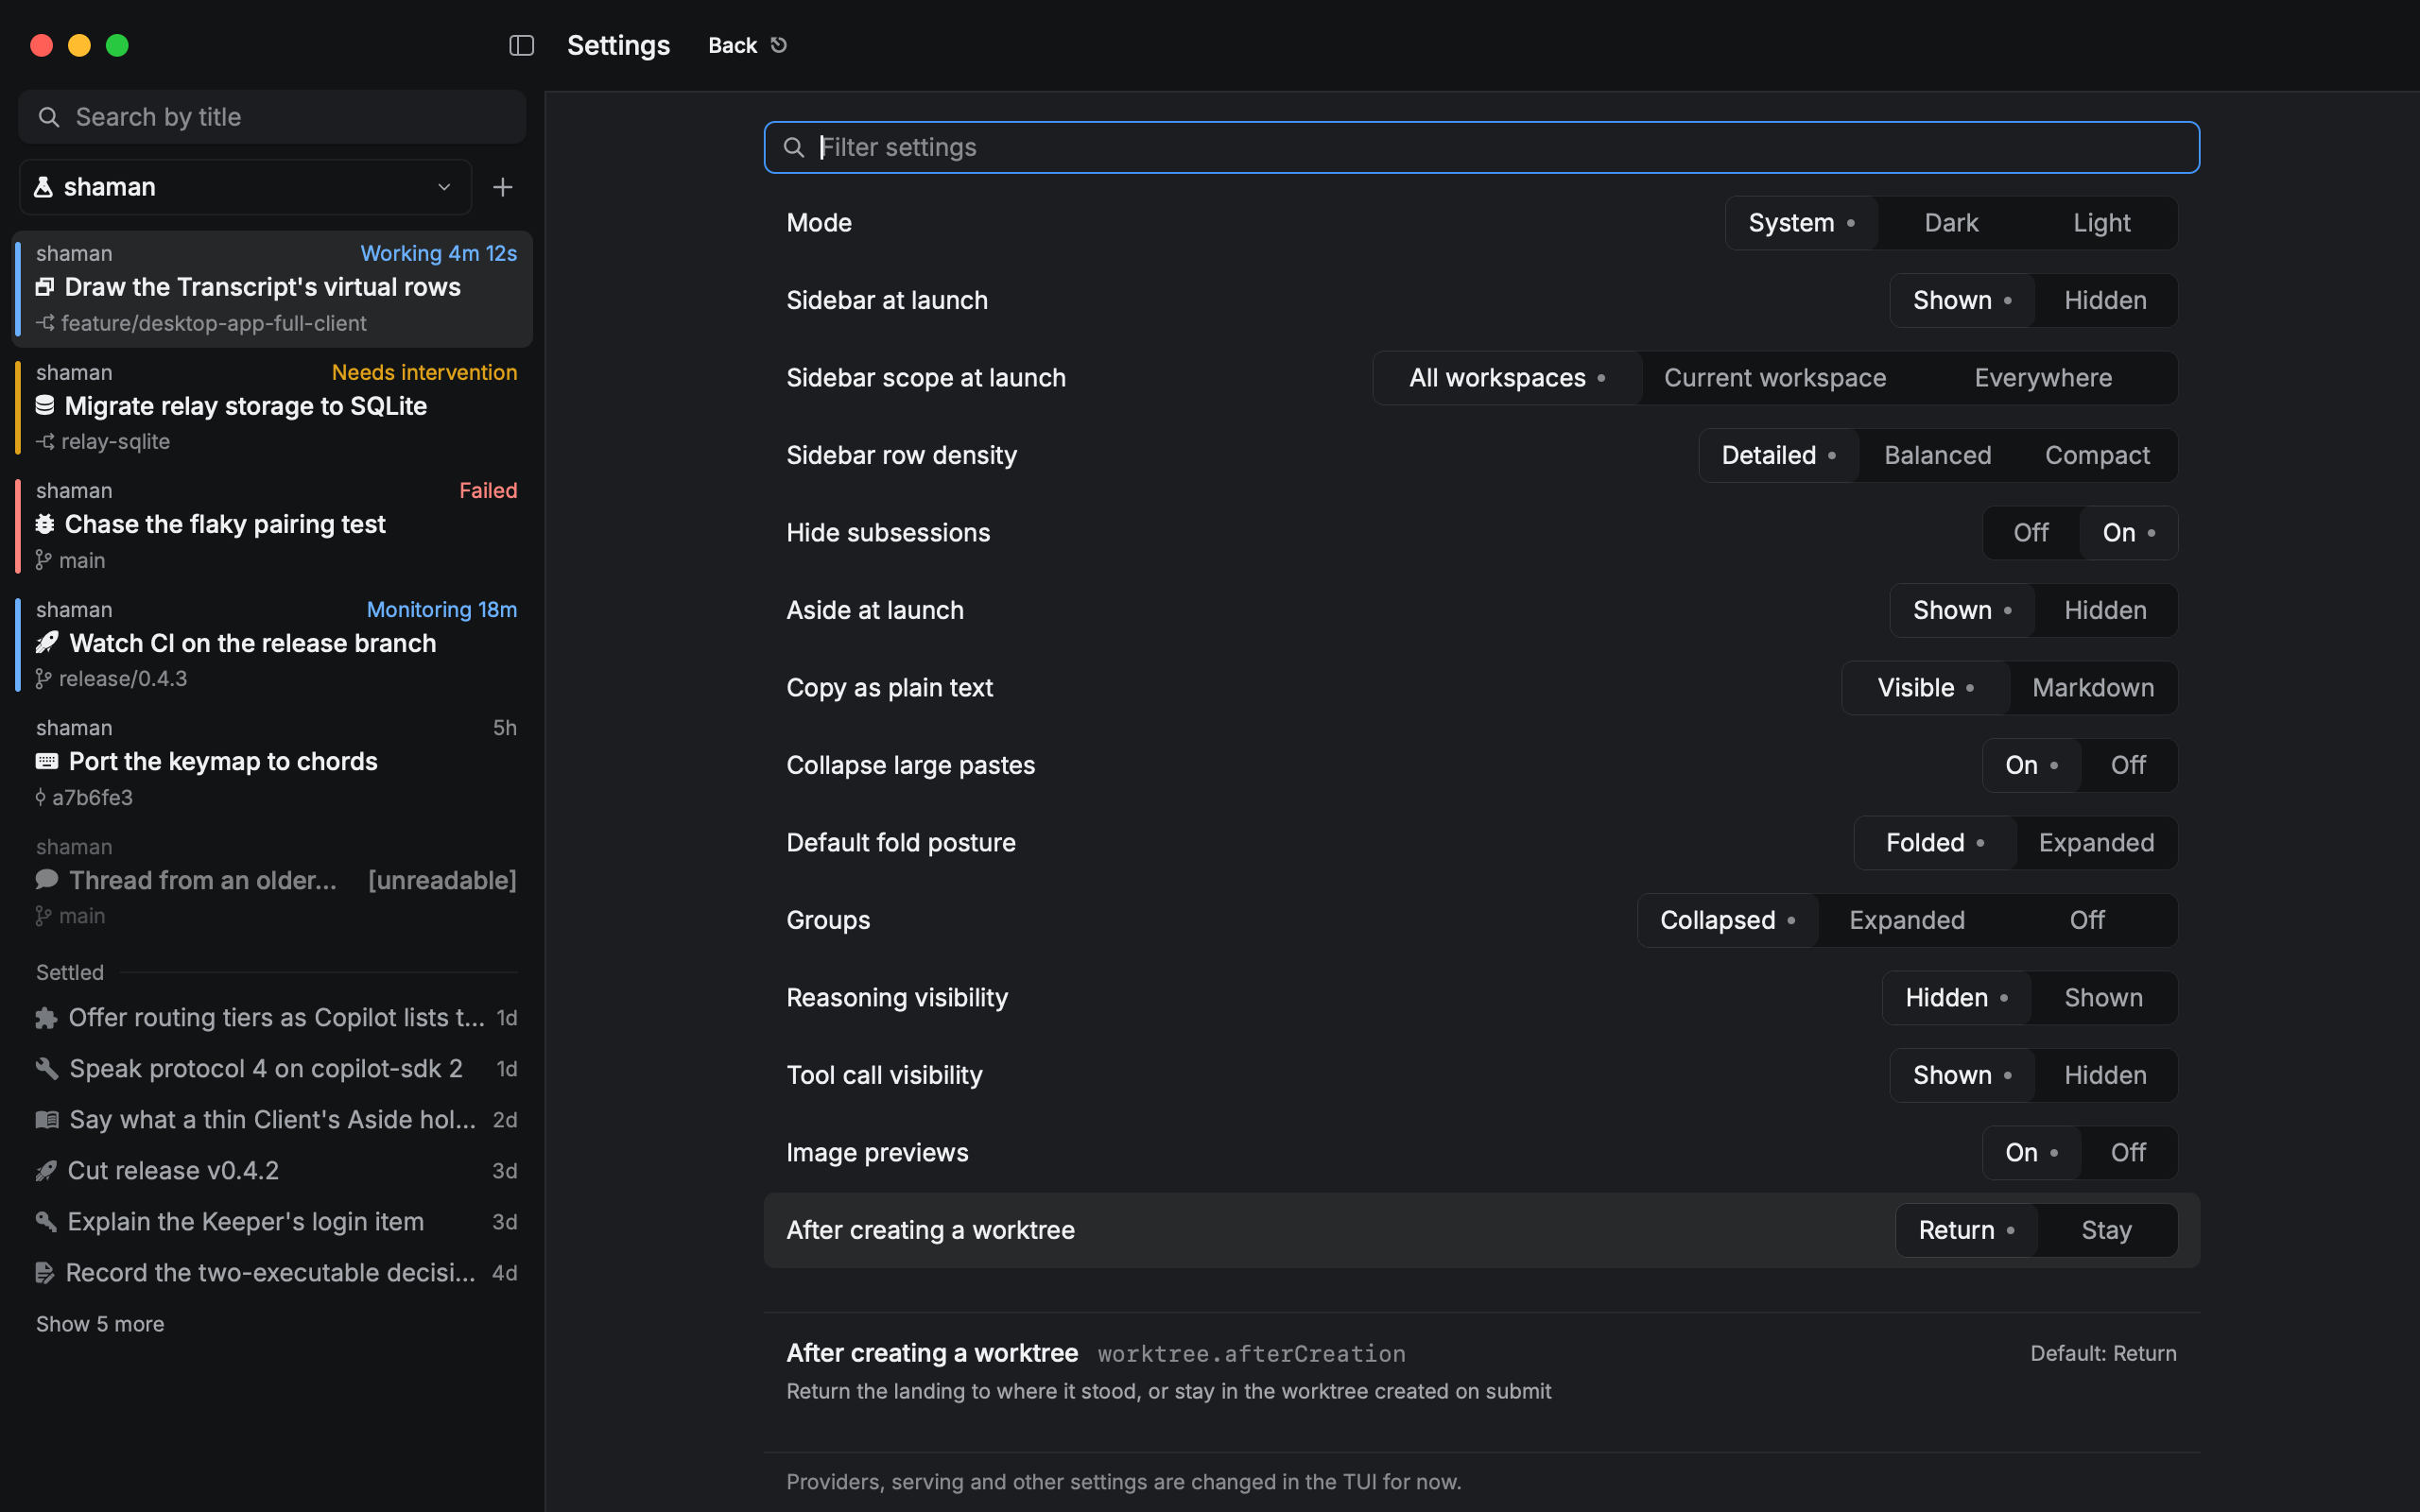 Settings
Back
Search by title
shaman
shaman
Working 4m 12s
Draw the Transcript's virtual rows
feature/desktop-app-full-client
shaman
Needs intervention
Migrate relay storage to SQLite
relay-sqlite
shaman
Failed
Chase the flaky pairing test
main
shaman
Monitoring 18m
Watch CI on the release branch
release/0.4.3
shaman
5h
Port the keymap to chords
a7b6fe3
shaman
Thread from an older... [unreadable]
main
Settled
Offer routing tiers as Copilot lists t... 1d
Speak protocol 4 on copilot-sdk 2 1d
Say what a thin Client's Aside hol... 2d
Cut release v0.4.2 3d
Explain the Keeper's login item 3d
Record the two-executable decisi... 4d
Show 5 more
Filter settings
Mode System Dark Light
Sidebar at launch Shown Hidden
Sidebar scope at launch All workspaces Current workspace Everywhere
Sidebar row density Detailed Balanced Compact
Hide subsessions Off On
Aside at launch Shown Hidden
Copy as plain text Visible Markdown
Collapse large pastes On Off
Default fold posture Folded Expanded
Groups Collapsed Expanded Off
Reasoning visibility Hidden Shown
Tool call visibility Shown Hidden
Image previews On Off
After creating a worktree Return Stay
After creating a worktree worktree.afterCreation Default: Return
Return the landing to where it stood, or stay in the worktree created on submit
Providers, serving and other settings are changed in the TUI for now.